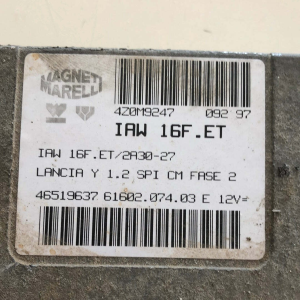 MAGNETI
MARELLI
4Z0M9247 092 97
IAW 16F.ET
IAW 16F.ET/2A30-27
LANCIA Y 1.2 SPI CM FASE 2
46519637 61602.074.03 E 12V=